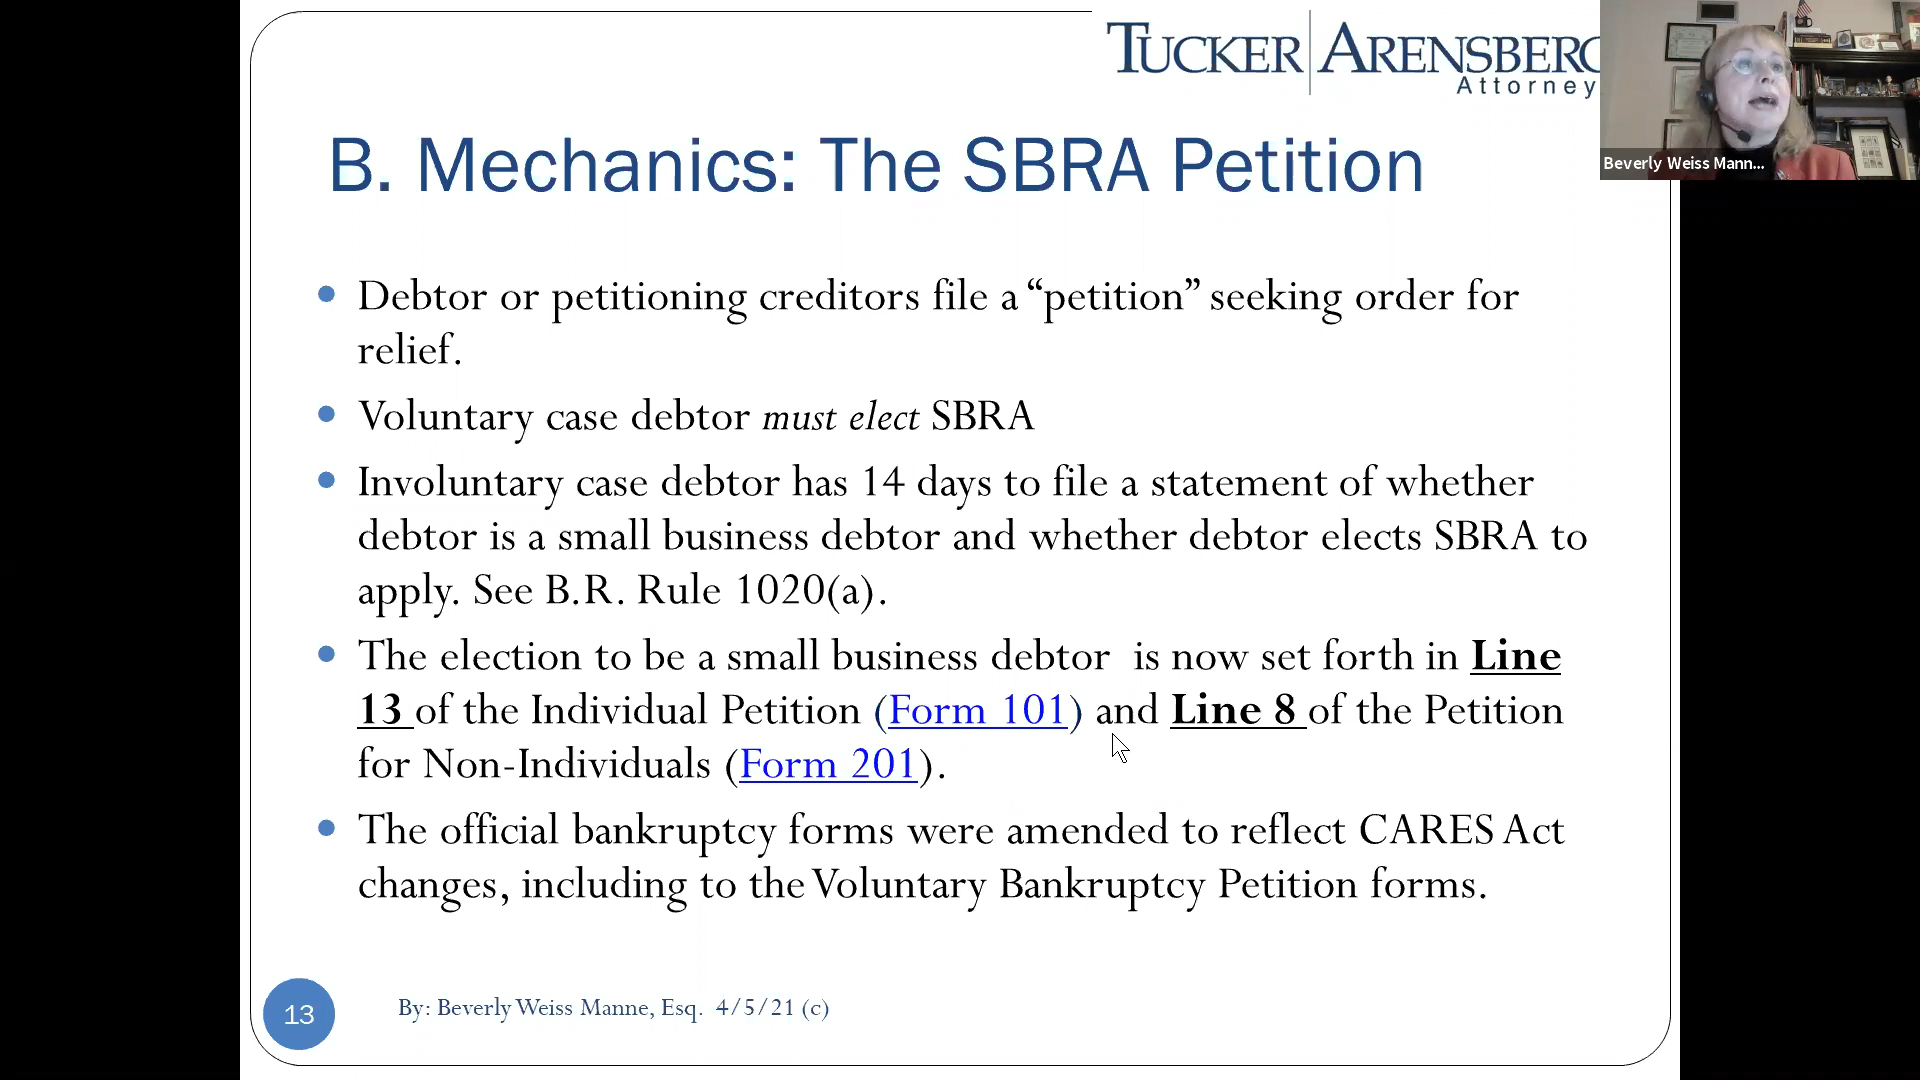 TUCKER ARENSBERG
Attorney
Beverly Weiss Mann...
B. Mechanics: The SBRA Petition
• Debtor or petitioning creditors file a “petition” seeking order for
relief.
• Voluntary case debtor must elect SBRA
• Involuntary case debtor has 14 days to file a statement of whether
debtor is a small business debtor and whether debtor elects SBRA to
apply. See B.R. Rule 1020(a).
• The election to be a small business debtor is now set forth in Line
13 of the Individual Petition (Form 101) and Line 8 of the Petition
for Non-Individuals (Form 201).
• The official bankruptcy forms were amended to reflect CARES Act
changes, including to the Voluntary Bankruptcy Petition forms.
13
By: Beverly Weiss Manne, Esq. 4/5/21 (c)